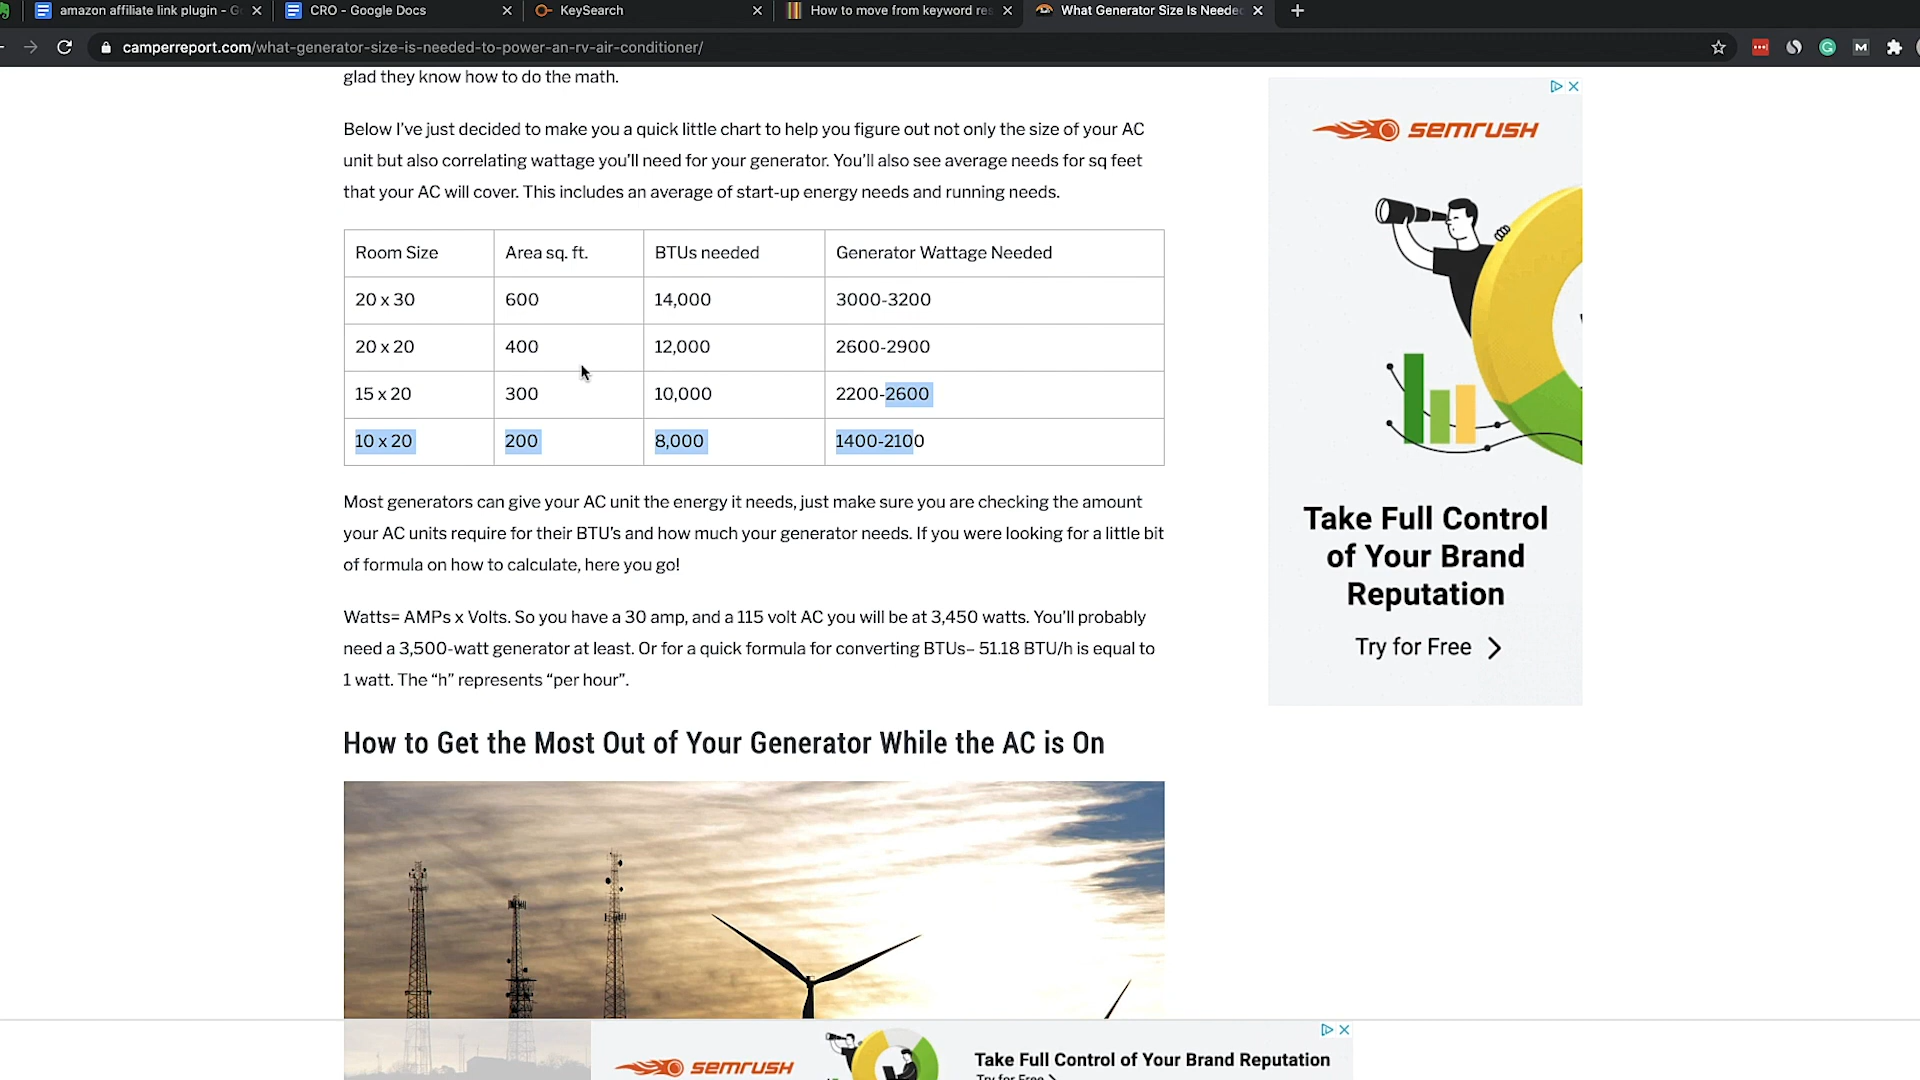 amazon affiliate link plugin - G
CRO - Google Docs
KeySearch
How to move from keyword res
What Generator Size Is Neede
camperreport.com/what-generator-size-is-needed-to-power-an-rv-air-conditioner/
glad they know how to do the math.
Below I've just decided to make you a quick little chart to help you figure out not only the size of your AC
unit but also correlating wattage you'll need for your generator. You'll also see average needs for sq feet
that your AC will cover. This includes an average of start-up energy needs and running needs.
Room Size Area sq. ft. BTUs needed Generator Wattage Needed
20 x 30 600 14,000 3000-3200
20 x 20 400 12,000 2600-2900
15 x 20 300 10,000 2200-2600
10 x 20 200 8,000 1400-2100
Most generators can give your AC unit the energy it needs, just make sure you are checking the amount
your AC units require for their BTU's and how much your generator needs. If you were looking for a little bit
of formula on how to calculate, here you go!
Watts= AMPs x Volts. So you have a 30 amp, and a 115 volt AC you will be at 3,450 watts. You'll probably
need a 3,500-watt generator at least. Or for a quick formula for converting BTUs– 51.18 BTU/h is equal to
1 watt. The “h” represents “per hour”.
How to Get the Most Out of Your Generator While the AC is On
SEMRUSH
Take Full Control
of Your Brand
Reputation
Try for Free
SEMRUSH
Take Full Control of Your Brand Reputation
Try for Free